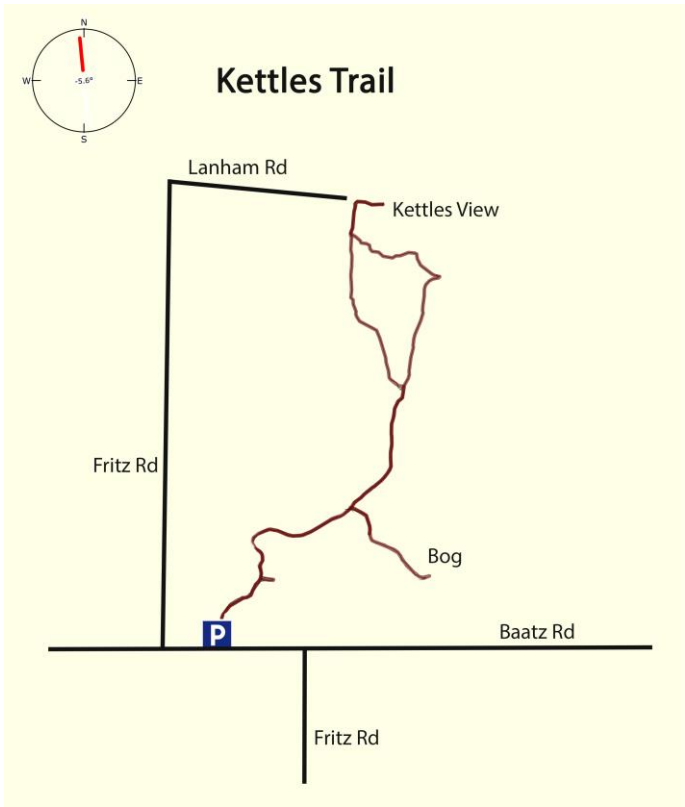 N
W
-5.6°
E
S
Kettles Trail
Lanham Rd
Kettles View
Fritz Rd
Bog
P
Baatz Rd
Fritz Rd